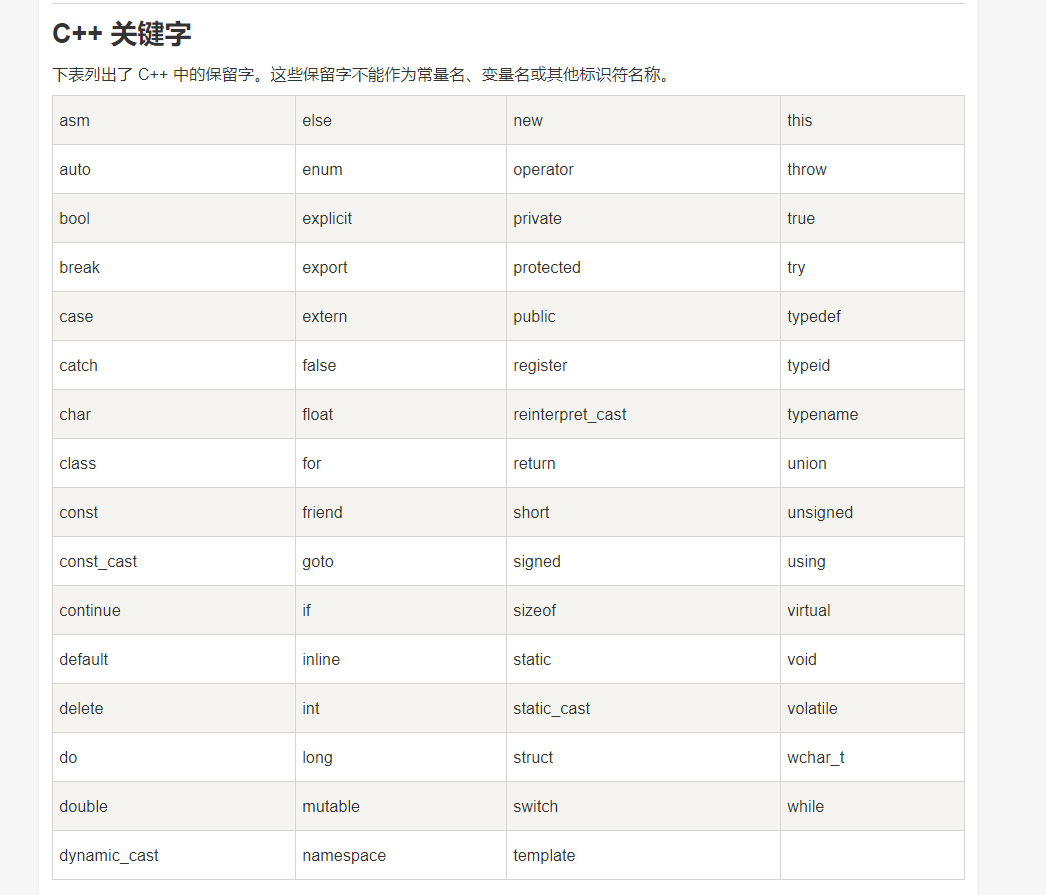 C++ 关键字
下表列出了 C++ 中的保留字。这些保留字不能作为常量名、变量名或其他标识符名称。
asm else new this
auto enum operator throw
bool explicit private true
break export protected try
case extern public typedef
catch false register typeid
char float reinterpret_cast typename
class for return union
const friend short unsigned
const_cast goto signed using
continue if sizeof virtual
default inline static void
delete int static_cast volatile
do long struct wchar_t
double mutable switch while
dynamic_cast namespace template